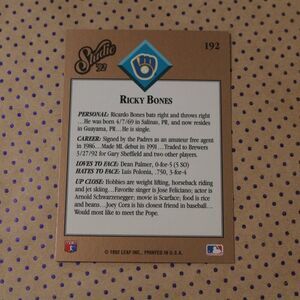 Studio 92
192
RICKY BONES
PERSONAL: Ricardo Bones bats right and throws right
...He was born 4/7/69 in Salinas, PR, and now resides
in Guayama, PR ...He is single.
CAREER: Signed by the Padres as an amateur free agent
in 1986...Made ML debut in 1991 ...Traded to Brewers
3/27/92 for Gary Sheffield and two other players.
LOVES TO FACE: Dean Palmer, 0-for-5 (5 SO)
HATES TO FACE: Luis Polonia, .750, 3-for-4
UP CLOSE: Hobbies are weight lifting, horseback riding
and jet skiing...Favorite singer is Jose Feliciano; actor is
Arnold Schwarzenegger; movie is Scarface; food is rice and
beans...Joey Cora is his closest friend in baseball...
Would most like to meet the Pope.
© 1992 LEAF INC., PRINTED IN U.S.A.